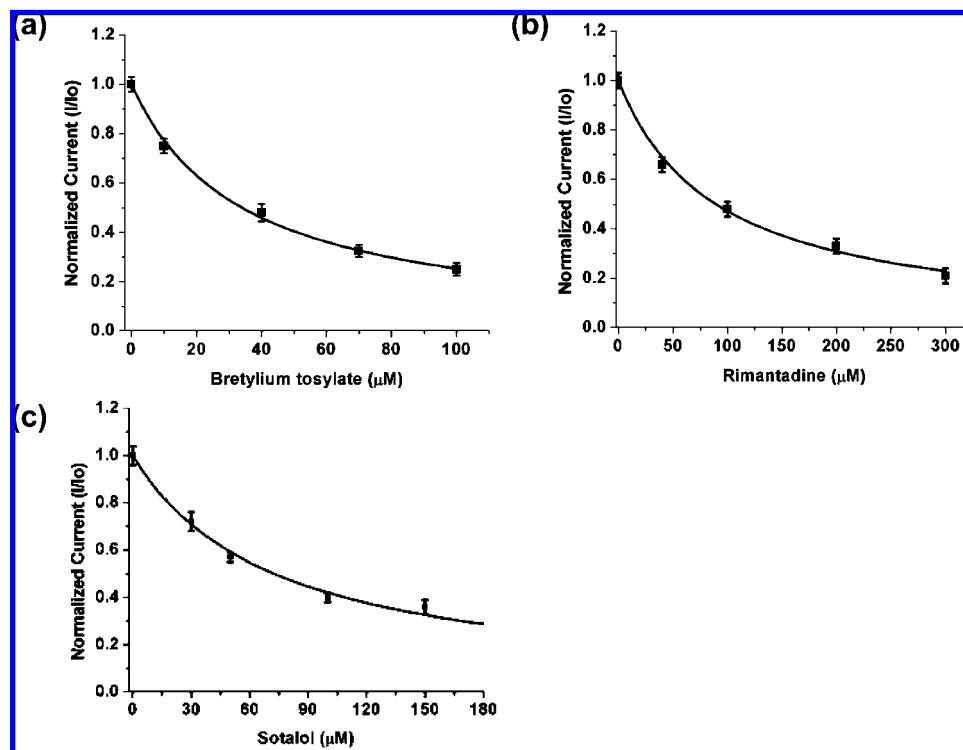 (a)
1.2
1.0
0.8
0.6
0.4
0.2
0.0
Normalized Current (I/Io)
0 20 40 60 80 100
Bretylium tosylate (μM)
(b)
1.2
1.0
0.8
0.6
0.4
0.2
0.0
Normalized Current (I/Io)
0 50 100 150 200 250 300
Rimantadine (μM)
(c)
1.2
1.0
0.8
0.6
0.4
0.2
0.0
Normalized Current (I/Io)
0 30 60 90 120 150 180
Sotalol (μM)